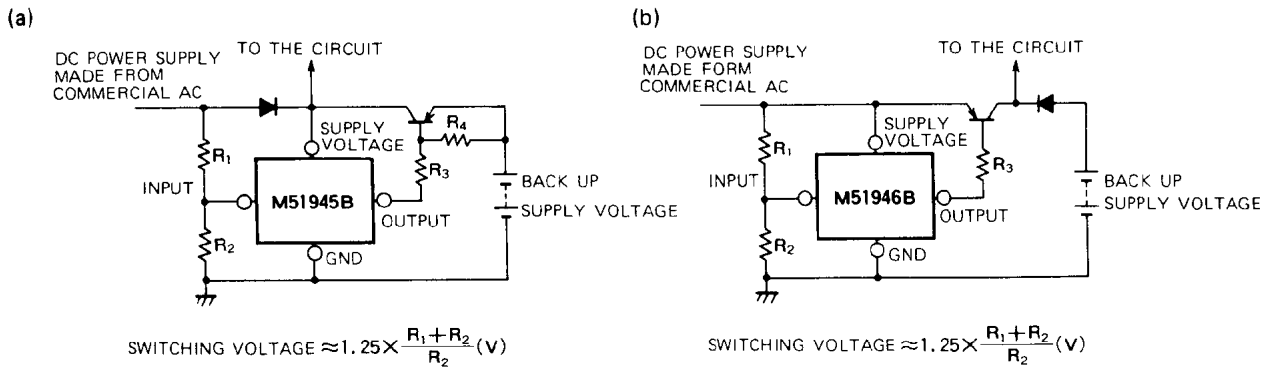 (a)
TO THE CIRCUIT
DC POWER SUPPLY
MADE FROM
COMMERCIAL AC
SUPPLY
VOLTAGE
R4
R1
R3
INPUT
M51945B
OUTPUT
BACK UP
SUPPLY VOLTAGE
R2
GND
SWITCHING VOLTAGE ≈1.25× R1+R2 / R2 (V)
(b)
TO THE CIRCUIT
DC POWER SUPPLY
MADE FORM
COMMERCIAL AC
SUPPLY
VOLTAGE
R1
R3
INPUT
M51946B
OUTPUT
BACK UP
SUPPLY VOLTAGE
R2
GND
SWITCHING VOLTAGE ≈1.25× R1+R2 / R2 (V)